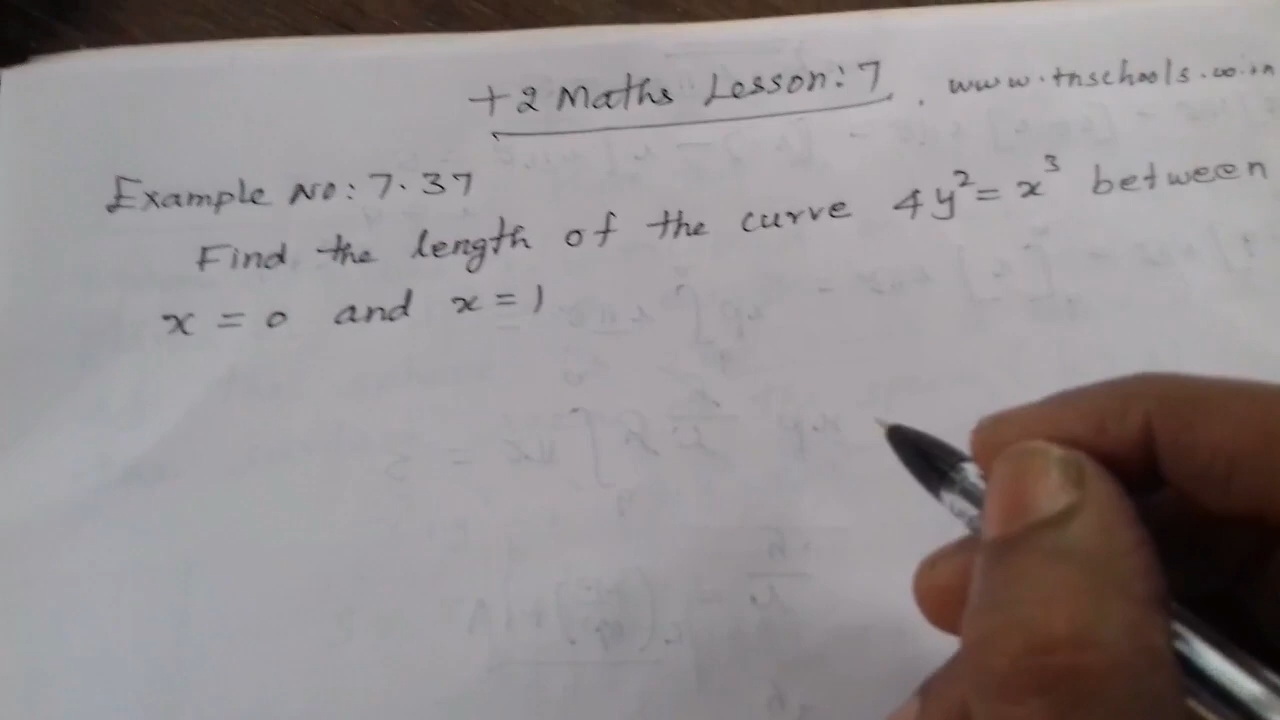 +2 Maths Lesson: 7 . www.tnschools.co.in
Example No: 7.37
Find the length of the curve 4y² = x³ between
x = 0 and x = 1